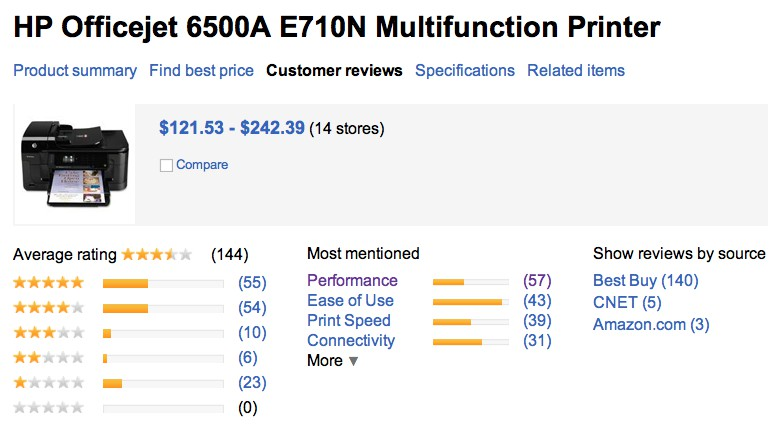 HP Officejet 6500A E710N Multifunction Printer
Product summary Find best price Customer reviews Specifications Related items
$121.53 - $242.39 (14 stores)
Compare
Average rating (144)
(55)
(54)
(10)
(6)
(23)
(0)
Most mentioned
Performance (57)
Ease of Use (43)
Print Speed (39)
Connectivity (31)
More ▼
Show reviews by source
Best Buy (140)
CNET (5)
Amazon.com (3)